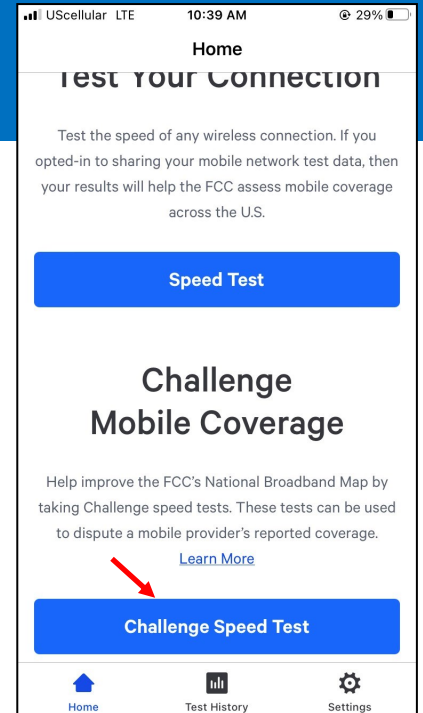 UScellular LTE 10:39 AM 29%
Home
Test Your Connection
Test the speed of any wireless connection. If you
opted-in to sharing your mobile network test data, then
your results will help the FCC assess mobile coverage
across the U.S.
Speed Test
Challenge
Mobile Coverage
Help improve the FCC's National Broadband Map by
taking Challenge speed tests. These tests can be used
to dispute a mobile provider's reported coverage.
Learn More
Challenge Speed Test
Home Test History Settings